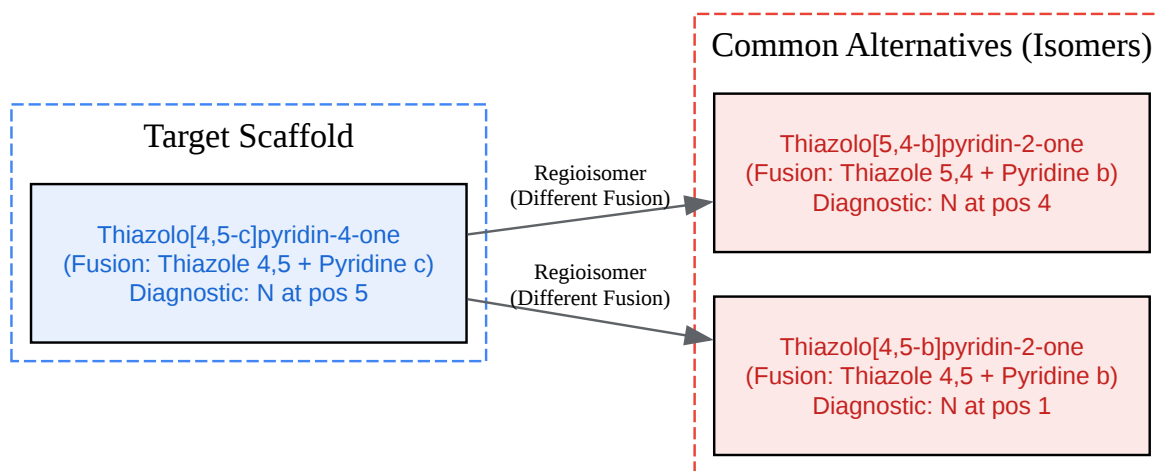 Target Scaffold
Thiazolo[4,5-c]pyridin-4-one
(Fusion: Thiazole 4,5 + Pyridine c)
Diagnostic: N at pos 5
Regioisomer
(Different Fusion)
Regioisomer
(Different Fusion)
Common Alternatives (Isomers)
Thiazolo[5,4-b]pyridin-2-one
(Fusion: Thiazole 5,4 + Pyridine b)
Diagnostic: N at pos 4
Thiazolo[4,5-b]pyridin-2-one
(Fusion: Thiazole 4,5 + Pyridine b)
Diagnostic: N at pos 1